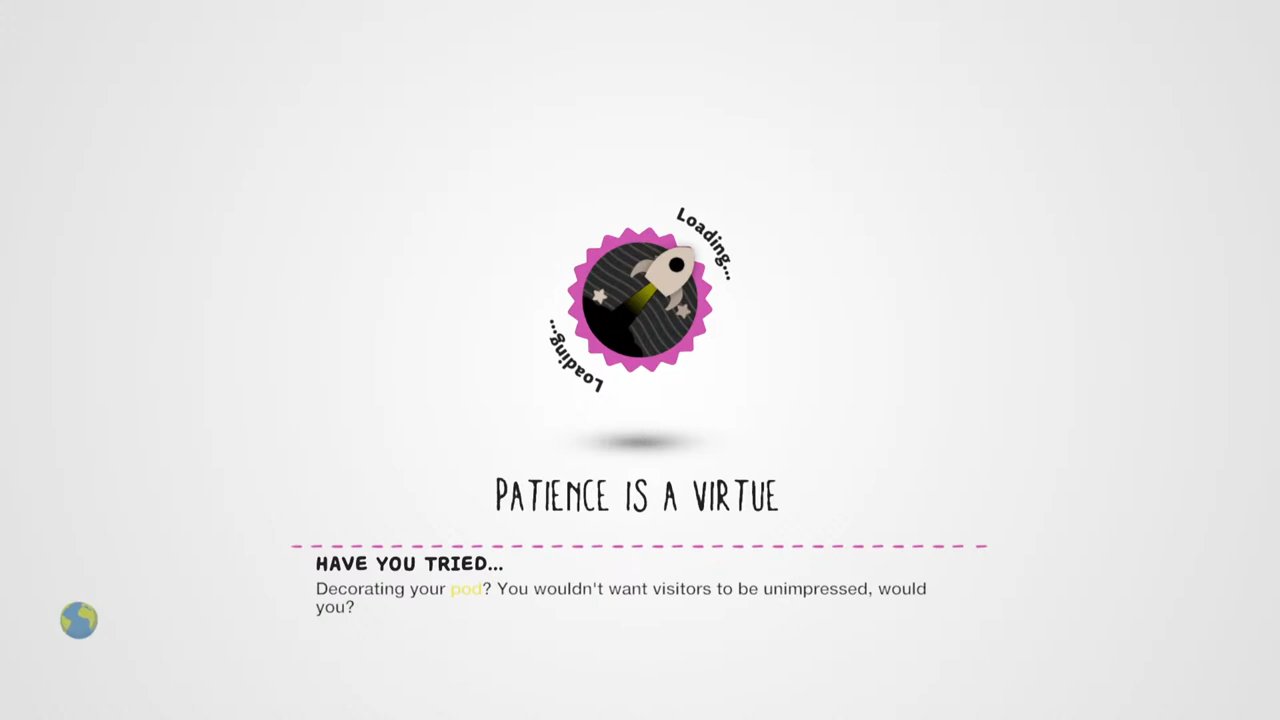 Loading...
Loading...
PATIENCE IS A VIRTUE
HAVE YOU TRIED...
Decorating your pod? You wouldn't want visitors to be unimpressed, would
you?